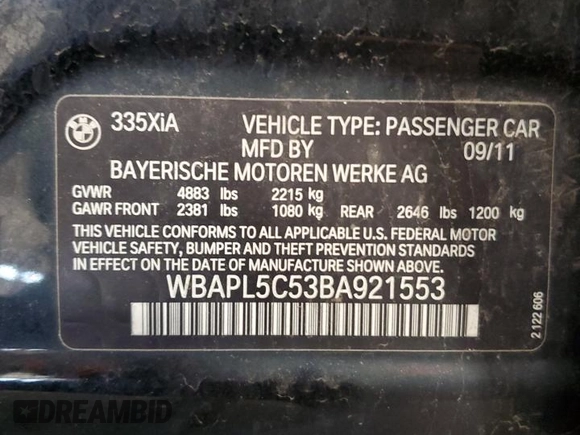 BMW
335XiA VEHICLE TYPE: PASSENGER CAR
MFD BY 09/11
BAYERISCHE MOTOREN WERKE AG
GVWR 4883 lbs 2215 kg
GAWR FRONT 2381 lbs 1080 kg REAR 2646 lbs 1200 kg
THIS VEHICLE CONFORMS TO ALL APPLICABLE U.S. FEDERAL MOTOR
VEHICLE SAFETY, BUMPER AND THEFT PREVENTION STANDARDS IN
EFFECT ON THE DATE OF MANUFACTURE SHOWN ABOVE.
WBAPL5C53BA921553
2 122 606
DREAMBID